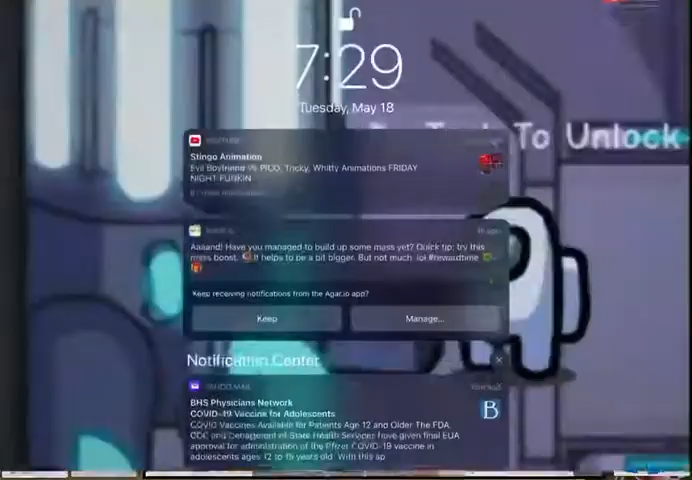 7:29
Tuesday, May 18
To Unlock
Stingo Animation
Evil Boyfriend VS PICO, Tricky, Whitty Animations FRIDAY
NIGHT FUNKIN
Aaaand! Have you managed to build up some mass yet? Quick tip: try this
mass boost. It helps to be a bit bigger. But not much. lol #rewardtime
Keep receiving notifications from the Agar.io app?
Keep
Manage...
Notification Center
YAHOO MAIL
BHS Physicians Network
B
COVID-19 Vaccine for Adolescents
COVID Vaccines Available for Patients Age 12 and Older The FDA,
CDC and Department of State Health Services have given final EUA
approval for administration of the Pfizer COVID-19 vaccine in
adolescents ages 12 to 15 years old. With this ap